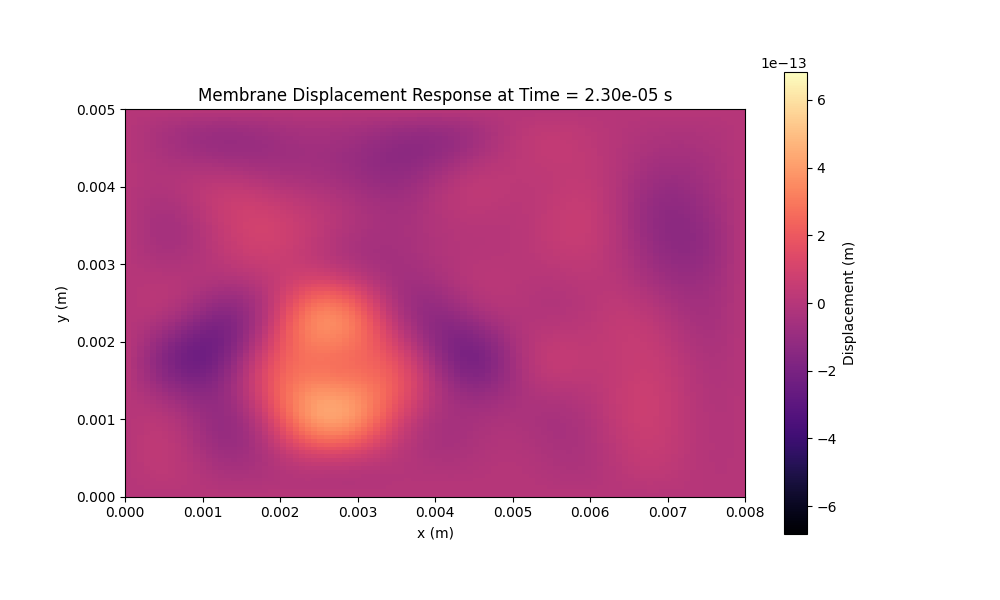 1e−13
Membrane Displacement Response at Time = 2.30e-05 s
0.005
0.004
0.003
0.002
0.001
0.000
y (m)
0.000 0.001 0.002 0.003 0.004 0.005 0.006 0.007 0.008
x (m)
6
4
2
0
−2
−4
−6
Displacement (m)